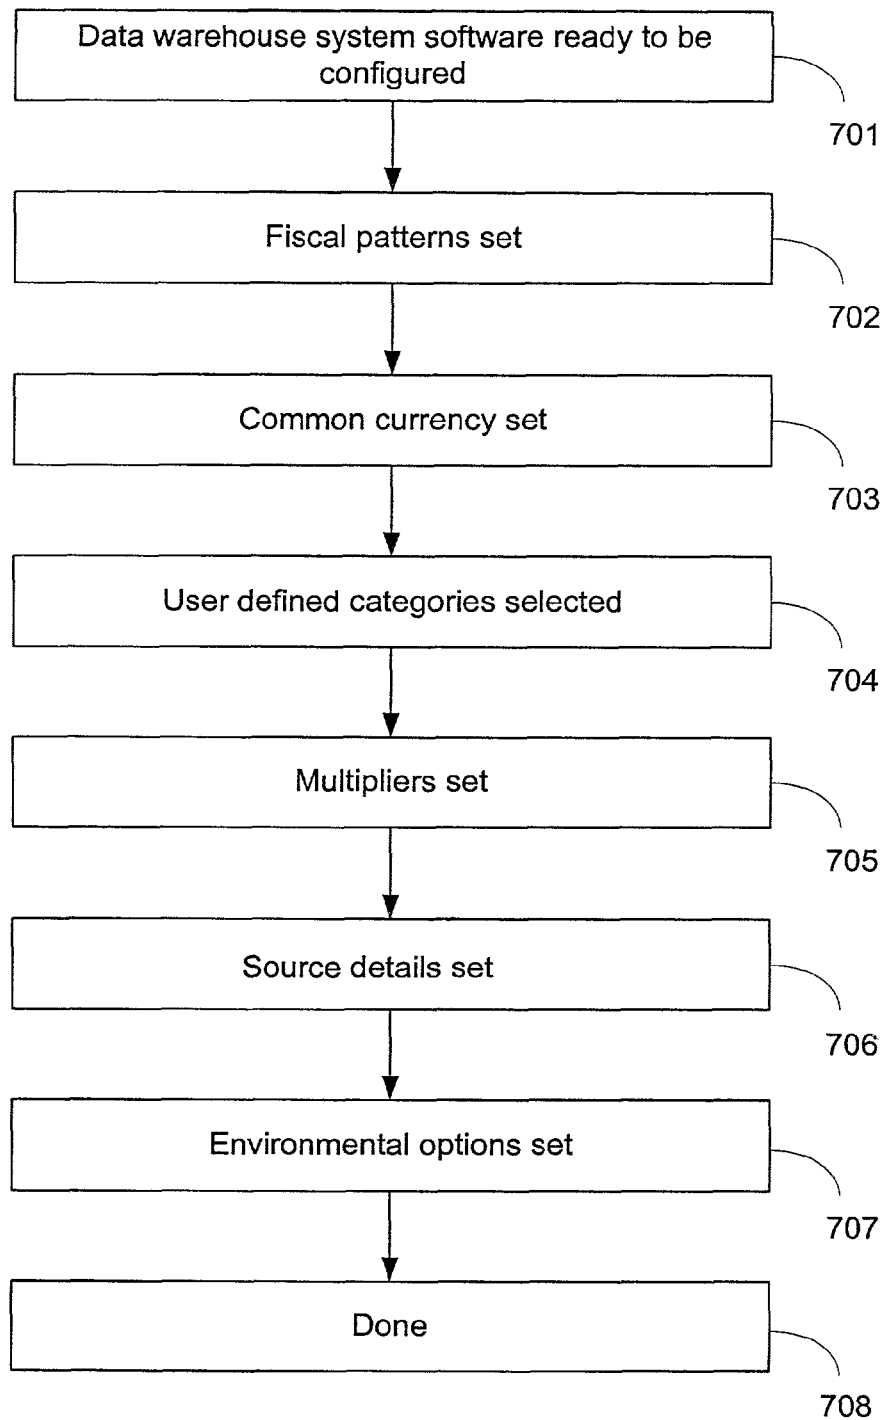 Data warehouse system software ready to be
configured
701
Fiscal patterns set
702
Common currency set
703
User defined categories selected
704
Multipliers set
705
Source details set
706
Environmental options set
707
Done
708